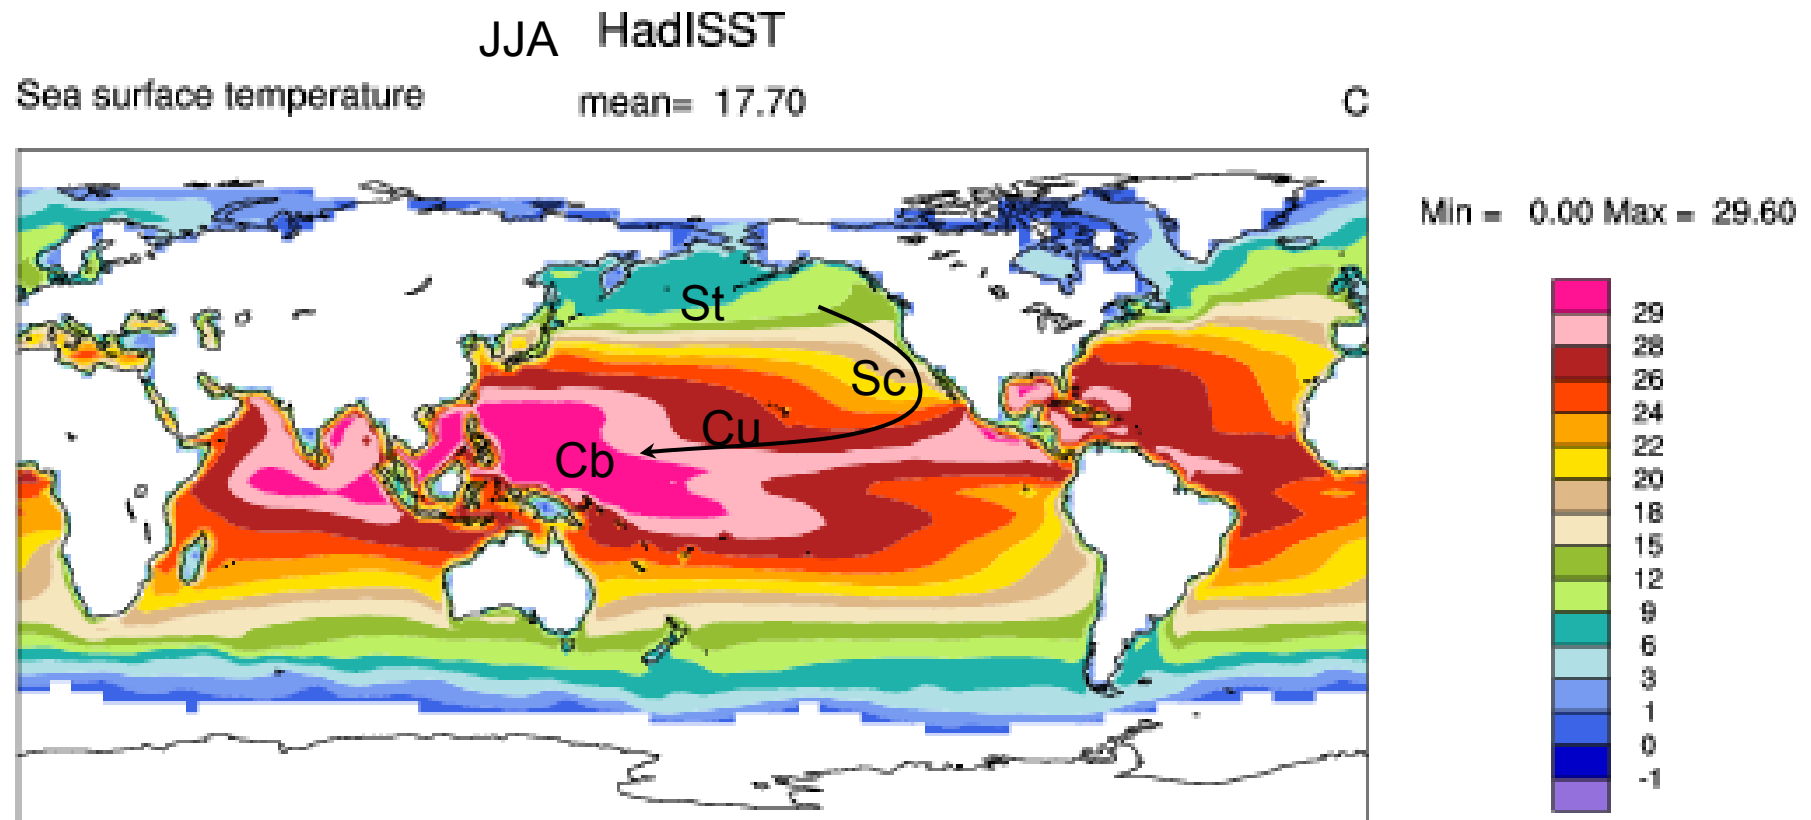 JJA HadISST
Sea surface temperature mean= 17.70 C
Min = 0.00 Max = 29.60
St
Sc
Cu
Cb
29
28
26
24
22
20
18
15
12
9
6
3
1
0
-1